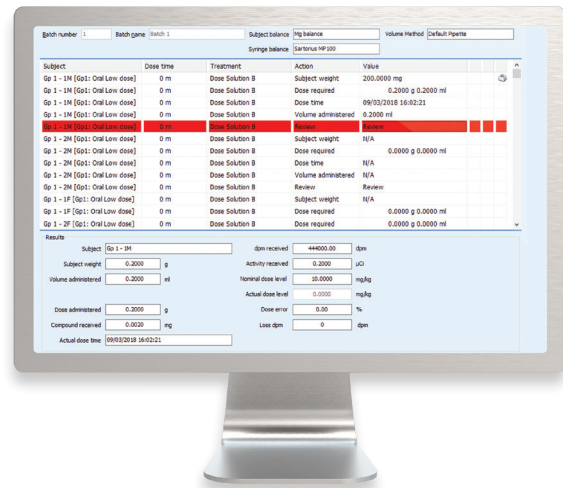 Batch number 1 Batch name Batch 1 Subject balance Mg balance Volume Method Default Pipette
Syringe balance Sartorius MP100
Subject Dose time Treatment Action Value
Gp 1 - 1M [Gp1: Oral Low dose] 0 m Dose Solution B Subject weight 200.0000 mg
Gp 1 - 1M [Gp1: Oral Low dose] 0 m Dose Solution B Dose required 0.2000 g 0.2000 ml
Gp 1 - 1M [Gp1: Oral Low dose] 0 m Dose Solution B Dose time 09/03/2018 16:02:21
Gp 1 - 1M [Gp1: Oral Low dose] 0 m Dose Solution B Volume administered 0.2000 ml
Gp 1 - 1M [Gp1: Oral Low dose] 0 m Dose Solution B Review Review
Gp 1 - 2M [Gp1: Oral Low dose] 0 m Dose Solution B Subject weight N/A
Gp 1 - 2M [Gp1: Oral Low dose] 0 m Dose Solution B Dose required 0.0000 g 0.0000 ml
Gp 1 - 2M [Gp1: Oral Low dose] 0 m Dose Solution B Dose time N/A
Gp 1 - 2M [Gp1: Oral Low dose] 0 m Dose Solution B Volume administered N/A
Gp 1 - 2M [Gp1: Oral Low dose] 0 m Dose Solution B Review Review
Gp 1 - 1F [Gp1: Oral Low dose] 0 m Dose Solution B Subject weight N/A
Gp 1 - 1F [Gp1: Oral Low dose] 0 m Dose Solution B Dose required 0.0000 g 0.0000 ml
Gp 1 - 2F [Gp1: Oral Low dose] 0 m Dose Solution B Dose required 0.0000 g 0.0000 ml
Results
Subject Gp 1 - 1M dpm received 444000.00 dpm
Subject weight 0.2000 g Activity received 0.2000 µCi
Volume administered 0.2000 ml Nominal dose level 10.0000 mg/kg
Actual dose level 0.0000 mg/kg
Dose administered 0.2000 g Dose error 0.00 %
Compound received 0.0020 mg Loss dpm 0 dpm
Actual dose time 09/03/2018 16:02:21